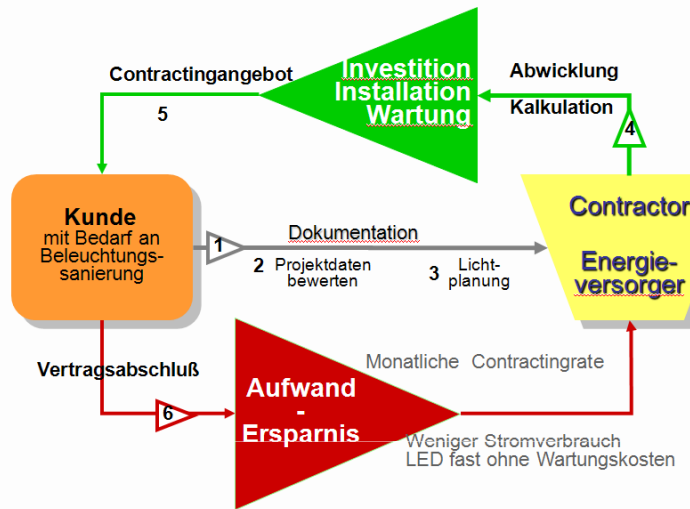 Contractingangebot
5
Investition
Installation
Wartung
Abwicklung
Kalkulation
4
Kunde
mit Bedarf an
Beleuchtungs-
sanierung
1
Dokumentation
2 Projektdaten
bewerten
3 Licht-
planung
Contractor
Energie-
versorger
Vertragsabschluß
6
Aufwand
-
Ersparnis
Monatliche Contractingrate
Weniger Stromverbrauch
LED fast ohne Wartungskosten